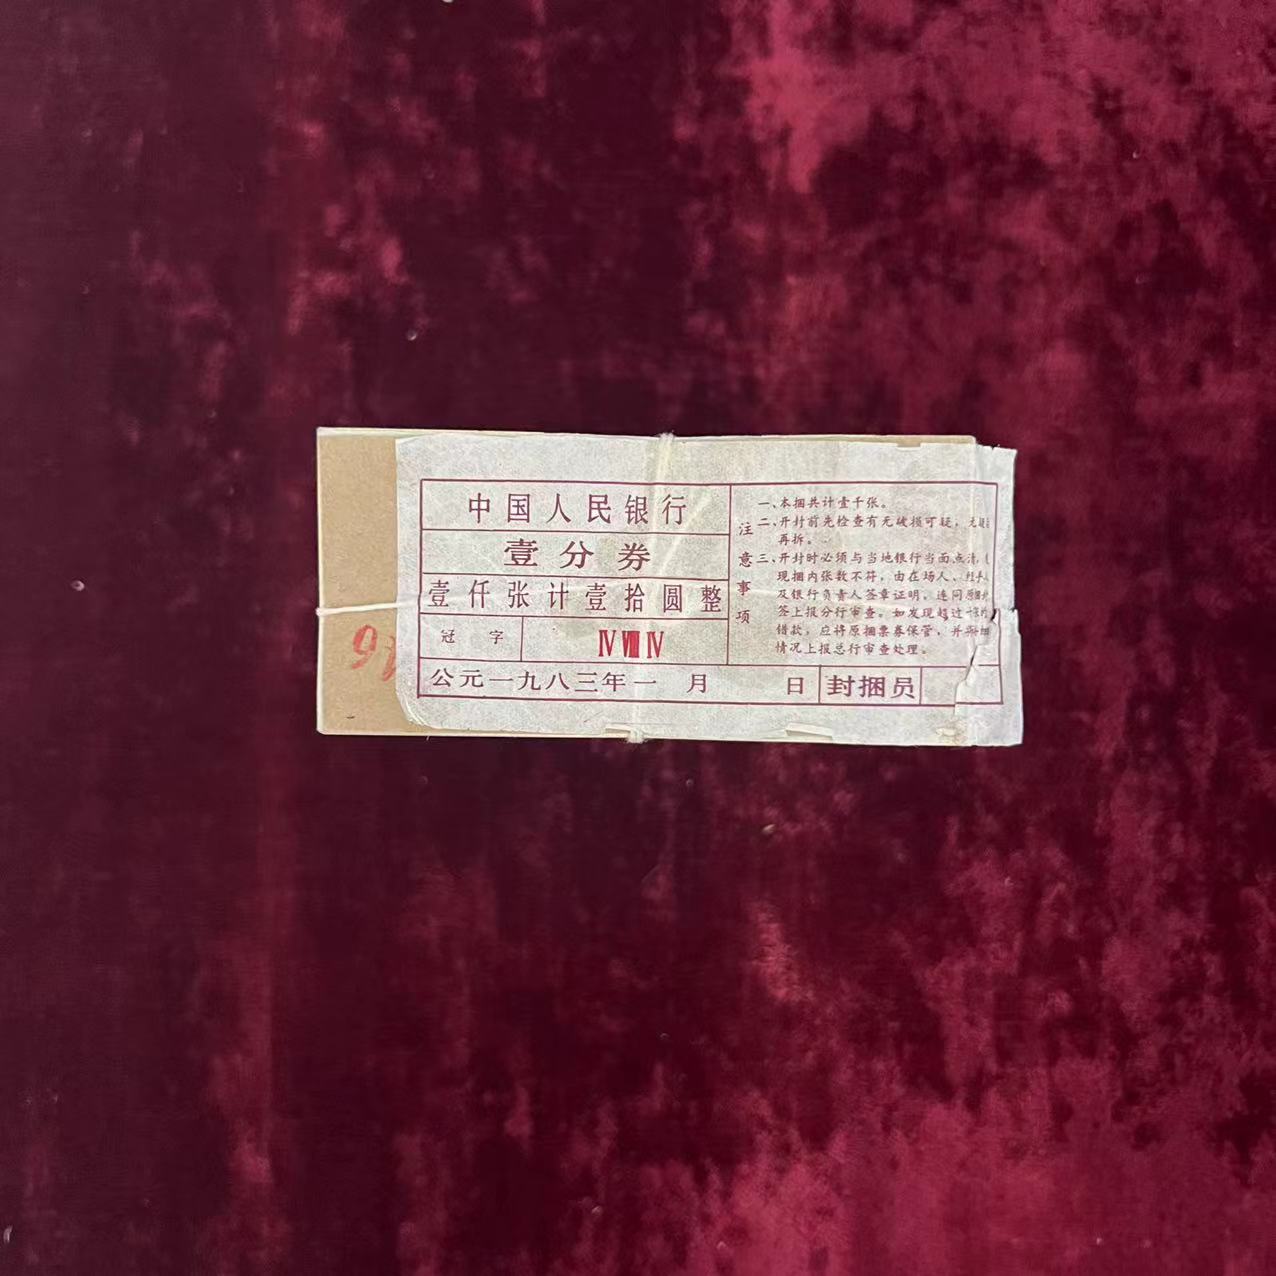 中国人民银行
壹分券
壹仟张计壹拾圆整
冠字 Ⅳ Ⅷ Ⅳ
公元一九八三年一月 日 封捆员
注意事项
一、本捆共计壹千张。
二、开封前先检查有无破损可疑，无疑
再拆。
三、开封时必须与当地银行当面点清，
现捆内张数不符，由在场人、
及银行负责人签章证明，连同原捆
签上报分行审查。如发现超过一
借款，应将原捆票券保管，并
情况上报总行审查处理。